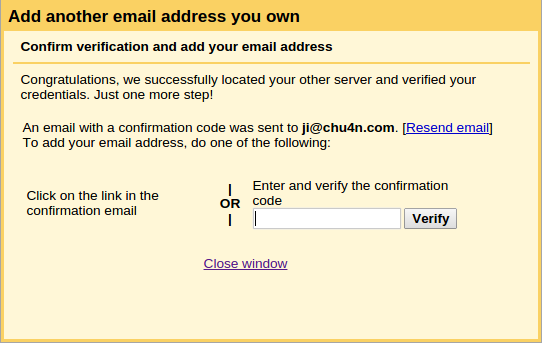 Add another email address you own
Confirm verification and add your email address
Congratulations, we successfully located your other server and verified your
credentials. Just one more step!
An email with a confirmation code was sent to ji@chu4n.com. [Resend email]
To add your email address, do one of the following:
Click on the link in the
confirmation email
|
OR
|
Enter and verify the confirmation
code
Verify
Close window